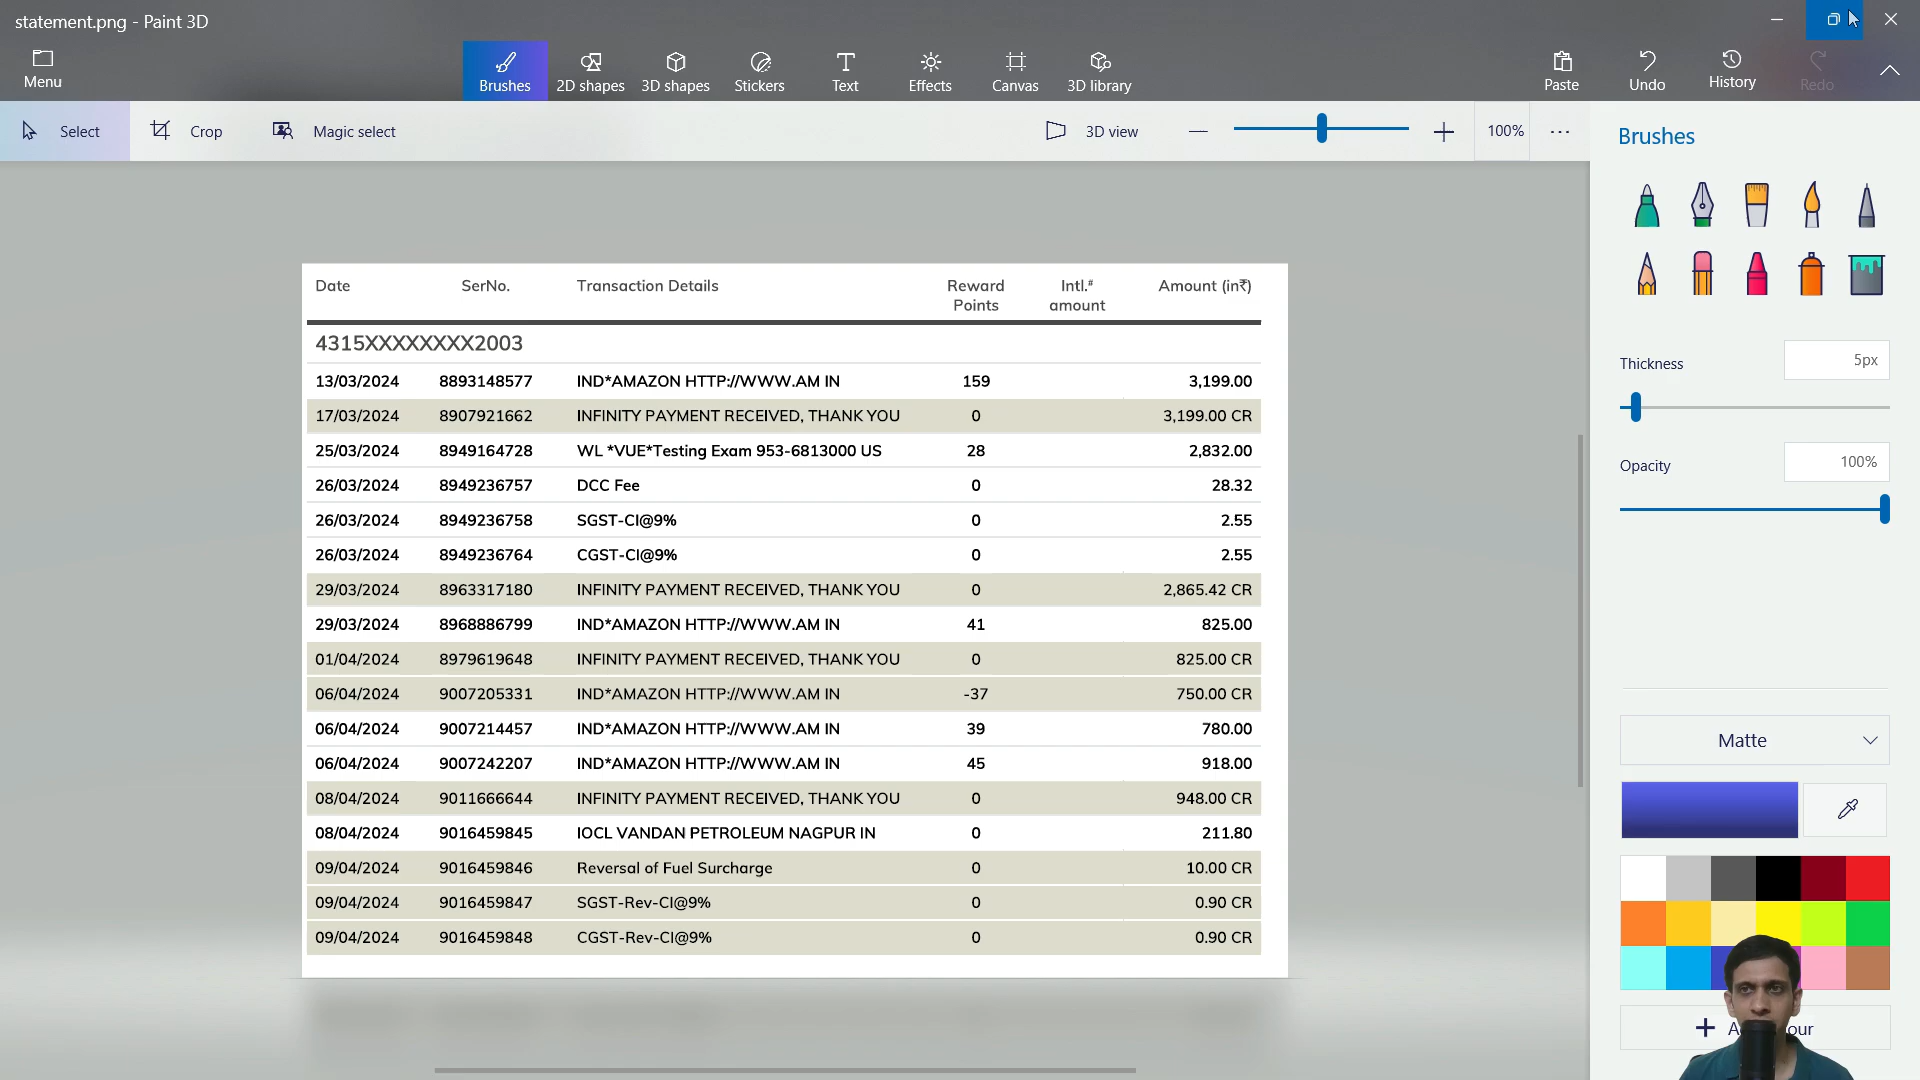 statement.png - Paint 3D
Menu
Brushes 2D shapes 3D shapes Stickers Text Effects Canvas 3D library Paste Undo History Redo
Select Crop Magic select 3D view 100%
Brushes
Thickness 5px
Opacity 100%
Matte
Date SerNo. Transaction Details Reward Points Intl.# amount Amount (in₹)
4315XXXXXXXX2003
13/03/2024 8893148577 IND*AMAZON HTTP://WWW.AM IN 159 3,199.00
17/03/2024 8907921662 INFINITY PAYMENT RECEIVED, THANK YOU 0 3,199.00 CR
25/03/2024 8949164728 WL *VUE*Testing Exam 953-6813000 US 28 2,832.00
26/03/2024 8949236757 DCC Fee 0 28.32
26/03/2024 8949236758 SGST-CI@9% 0 2.55
26/03/2024 8949236764 CGST-CI@9% 0 2.55
29/03/2024 8963317180 INFINITY PAYMENT RECEIVED, THANK YOU 0 2,865.42 CR
29/03/2024 8968886799 IND*AMAZON HTTP://WWW.AM IN 41 825.00
01/04/2024 8979619648 INFINITY PAYMENT RECEIVED, THANK YOU 0 825.00 CR
06/04/2024 9007205331 IND*AMAZON HTTP://WWW.AM IN -37 750.00 CR
06/04/2024 9007214457 IND*AMAZON HTTP://WWW.AM IN 39 780.00
06/04/2024 9007242207 IND*AMAZON HTTP://WWW.AM IN 45 918.00
08/04/2024 9011666644 INFINITY PAYMENT RECEIVED, THANK YOU 0 948.00 CR
08/04/2024 9016459845 IOCL VANDAN PETROLEUM NAGPUR IN 0 211.80
09/04/2024 9016459846 Reversal of Fuel Surcharge 0 10.00 CR
09/04/2024 9016459847 SGST-Rev-CI@9% 0 0.90 CR
09/04/2024 9016459848 CGST-Rev-CI@9% 0 0.90 CR